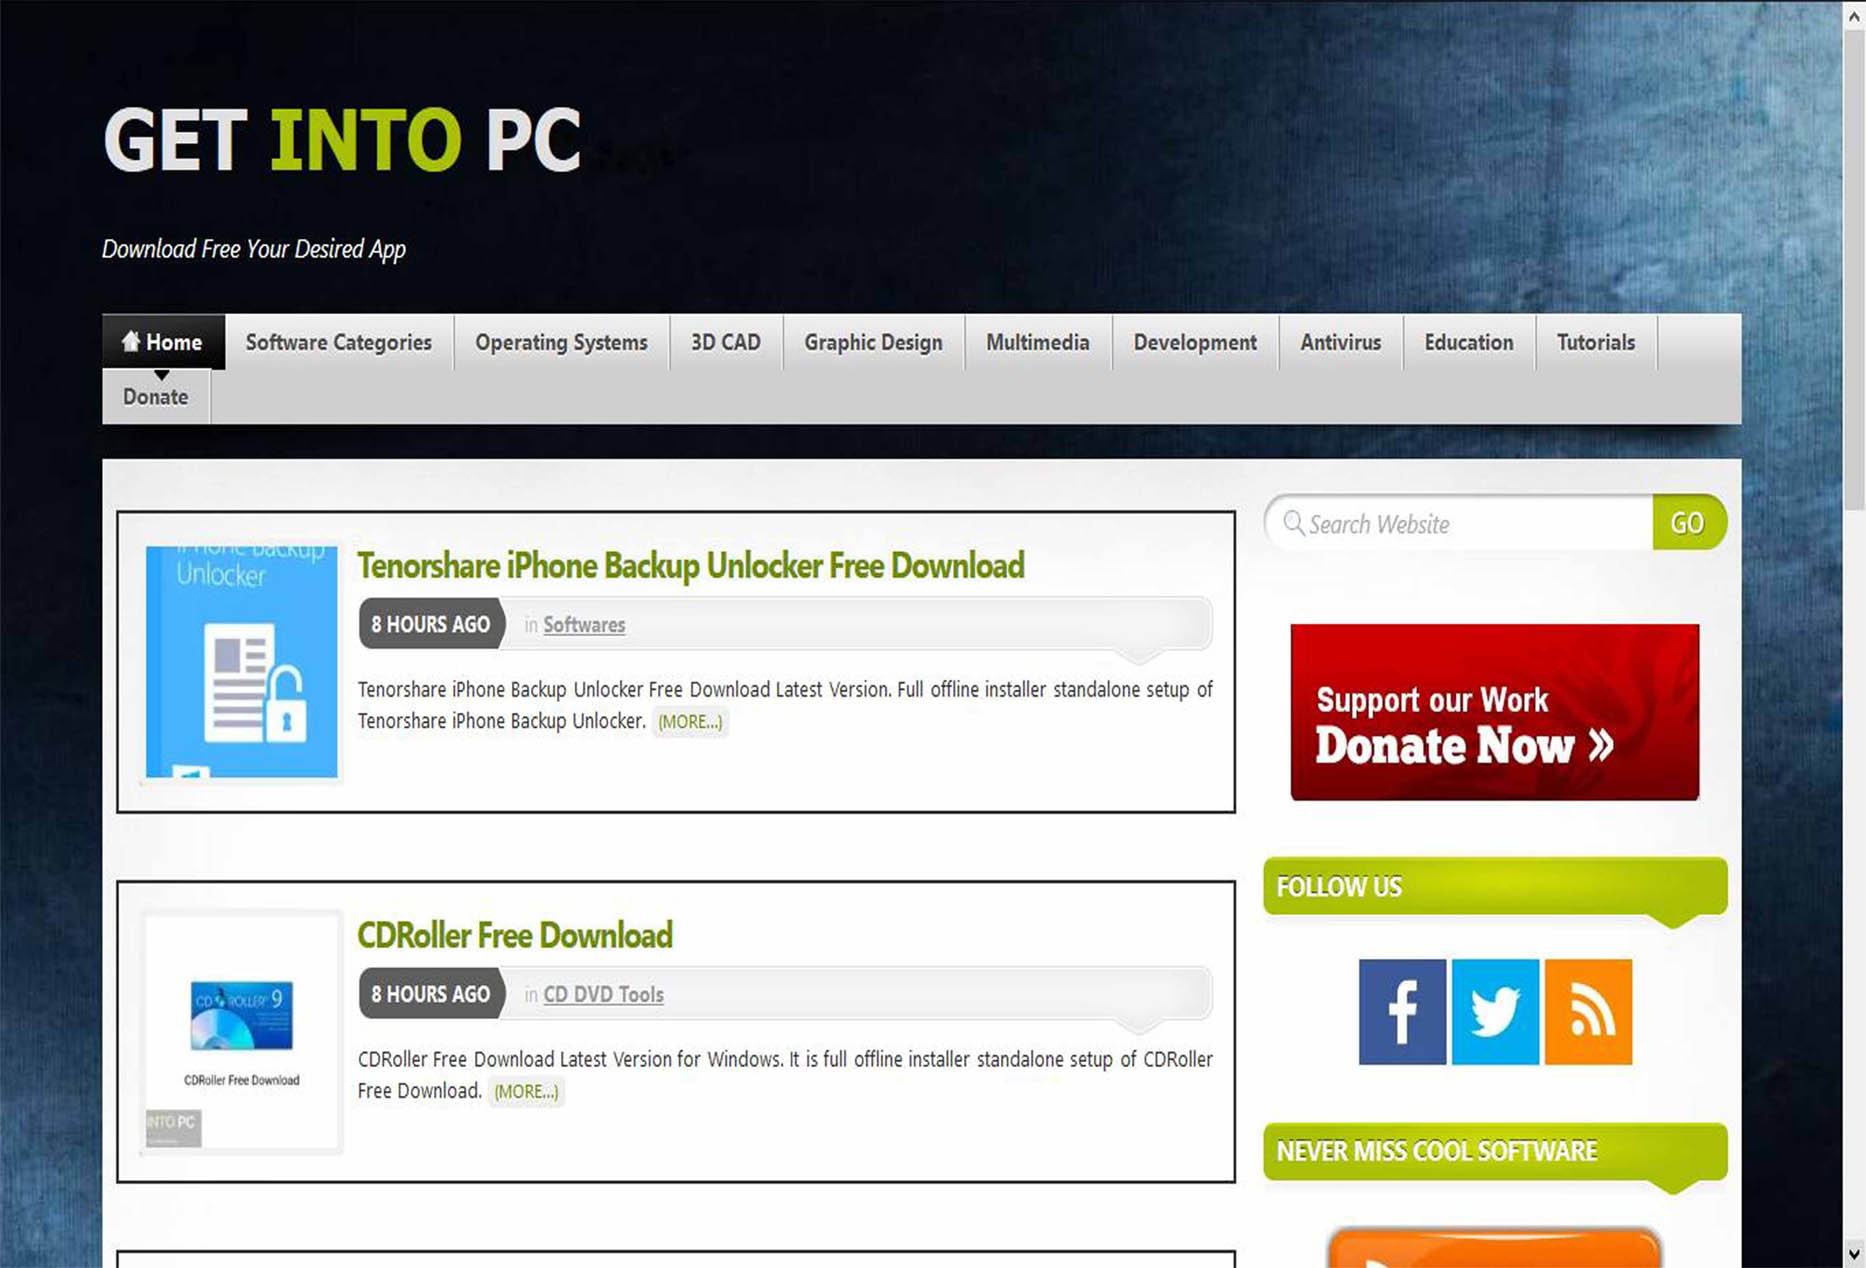 GET INTO PC
Download Free Your Desired App
Home Software Categories Operating Systems 3D CAD Graphic Design Multimedia Development Antivirus Education Tutorials
Donate
iPhone Backup
Unlocker
Tenorshare iPhone Backup Unlocker Free Download
8 HOURS AGO in Softwares
Tenorshare iPhone Backup Unlocker Free Download Latest Version. Full offline installer standalone setup of
Tenorshare iPhone Backup Unlocker. (MORE...)
CD ROLLER 9
CDRoller Free Download
INTO PC
CDRoller Free Download
8 HOURS AGO in CD DVD Tools
CDRoller Free Download Latest Version for Windows. It is full offline installer standalone setup of CDRoller
Free Download. (MORE...)
Search Website GO
Support our Work
Donate Now »
FOLLOW US
NEVER MISS COOL SOFTWARE